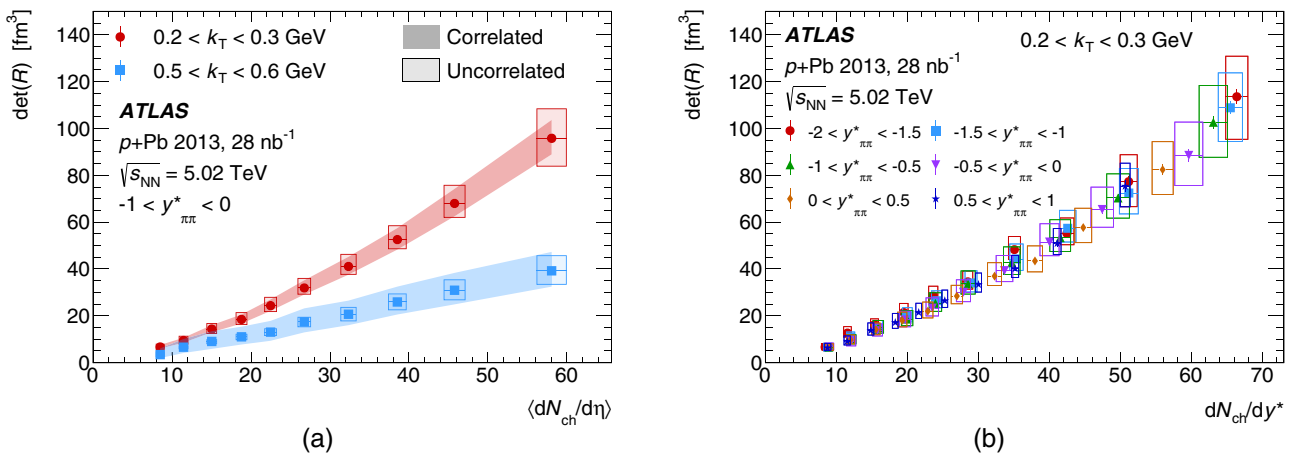 det(R) [fm³]
140
120
100
80
60
40
20
0
0.2 < k_T < 0.3 GeV
0.5 < k_T < 0.6 GeV
Correlated
Uncorrelated
ATLAS
p+Pb 2013, 28 nb⁻¹
√s_NN = 5.02 TeV
-1 < y*_ππ < 0
0 10 20 30 40 50 60
⟨dN_ch/dη⟩
(a)
det(R) [fm³]
140
120
100
80
60
40
20
0
ATLAS 0.2 < k_T < 0.3 GeV
p+Pb 2013, 28 nb⁻¹
√s_NN = 5.02 TeV
-2 < y*_ππ < -1.5 -1.5 < y*_ππ < -1
-1 < y*_ππ < -0.5 -0.5 < y*_ππ < 0
0 < y*_ππ < 0.5 0.5 < y*_ππ < 1
0 10 20 30 40 50 60 70
dN_ch/dy*
(b)